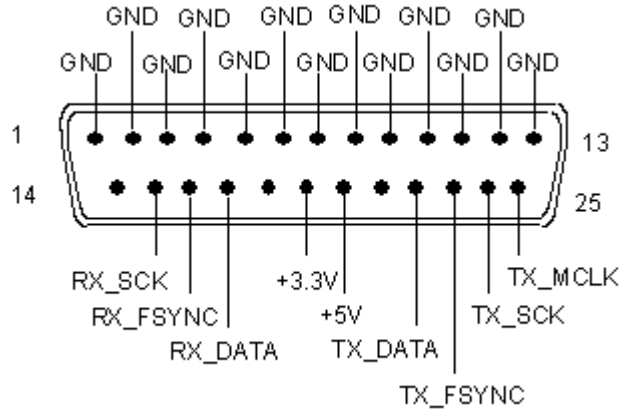 GND GND GND GND GND GND
GND GND GND GND GND GND GND
1 13
14 25
RX_SCK +3.3V TX_MCLK
RX_FSYNC +5V TX_SCK
RX_DATA TX_DATA
TX_FSYNC